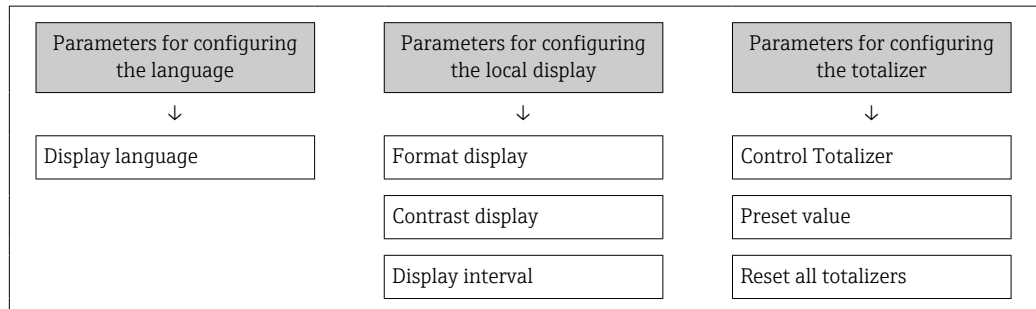 Parameters for configuring
the language
↓
Display language
Parameters for configuring
the local display
↓
Format display
Contrast display
Display interval
Parameters for configuring
the totalizer
↓
Control Totalizer
Preset value
Reset all totalizers